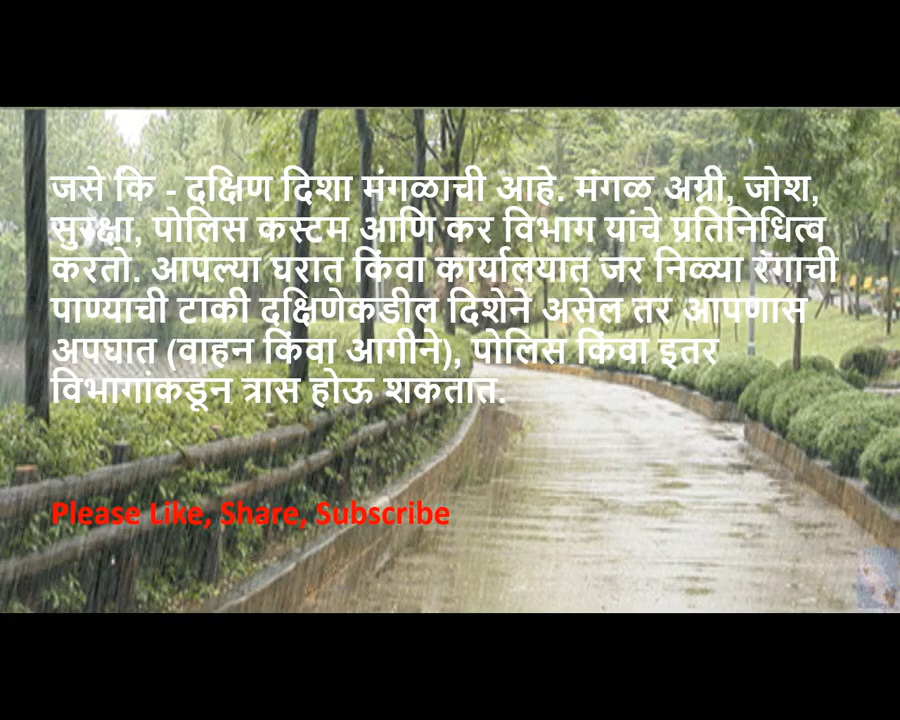 जसे कि - दक्षिण दिशा मंगळाची आहे. मंगळ अग्नी, जोश,
सुरक्षा, पोलिस कस्टम आणि कर विभाग यांचे प्रतिनिधित्व
करतो. आपल्या घरात किंवा कार्यालयात जर निळ्या रंगाची
पाण्याची टाकी दक्षिणेकडील दिशेने असेल तर आपणास
अपघात (वाहन किंवा आगीने), पोलिस किंवा इतर
विभागांकडून त्रास होऊ शकतात.
Please Like, Share, Subscribe